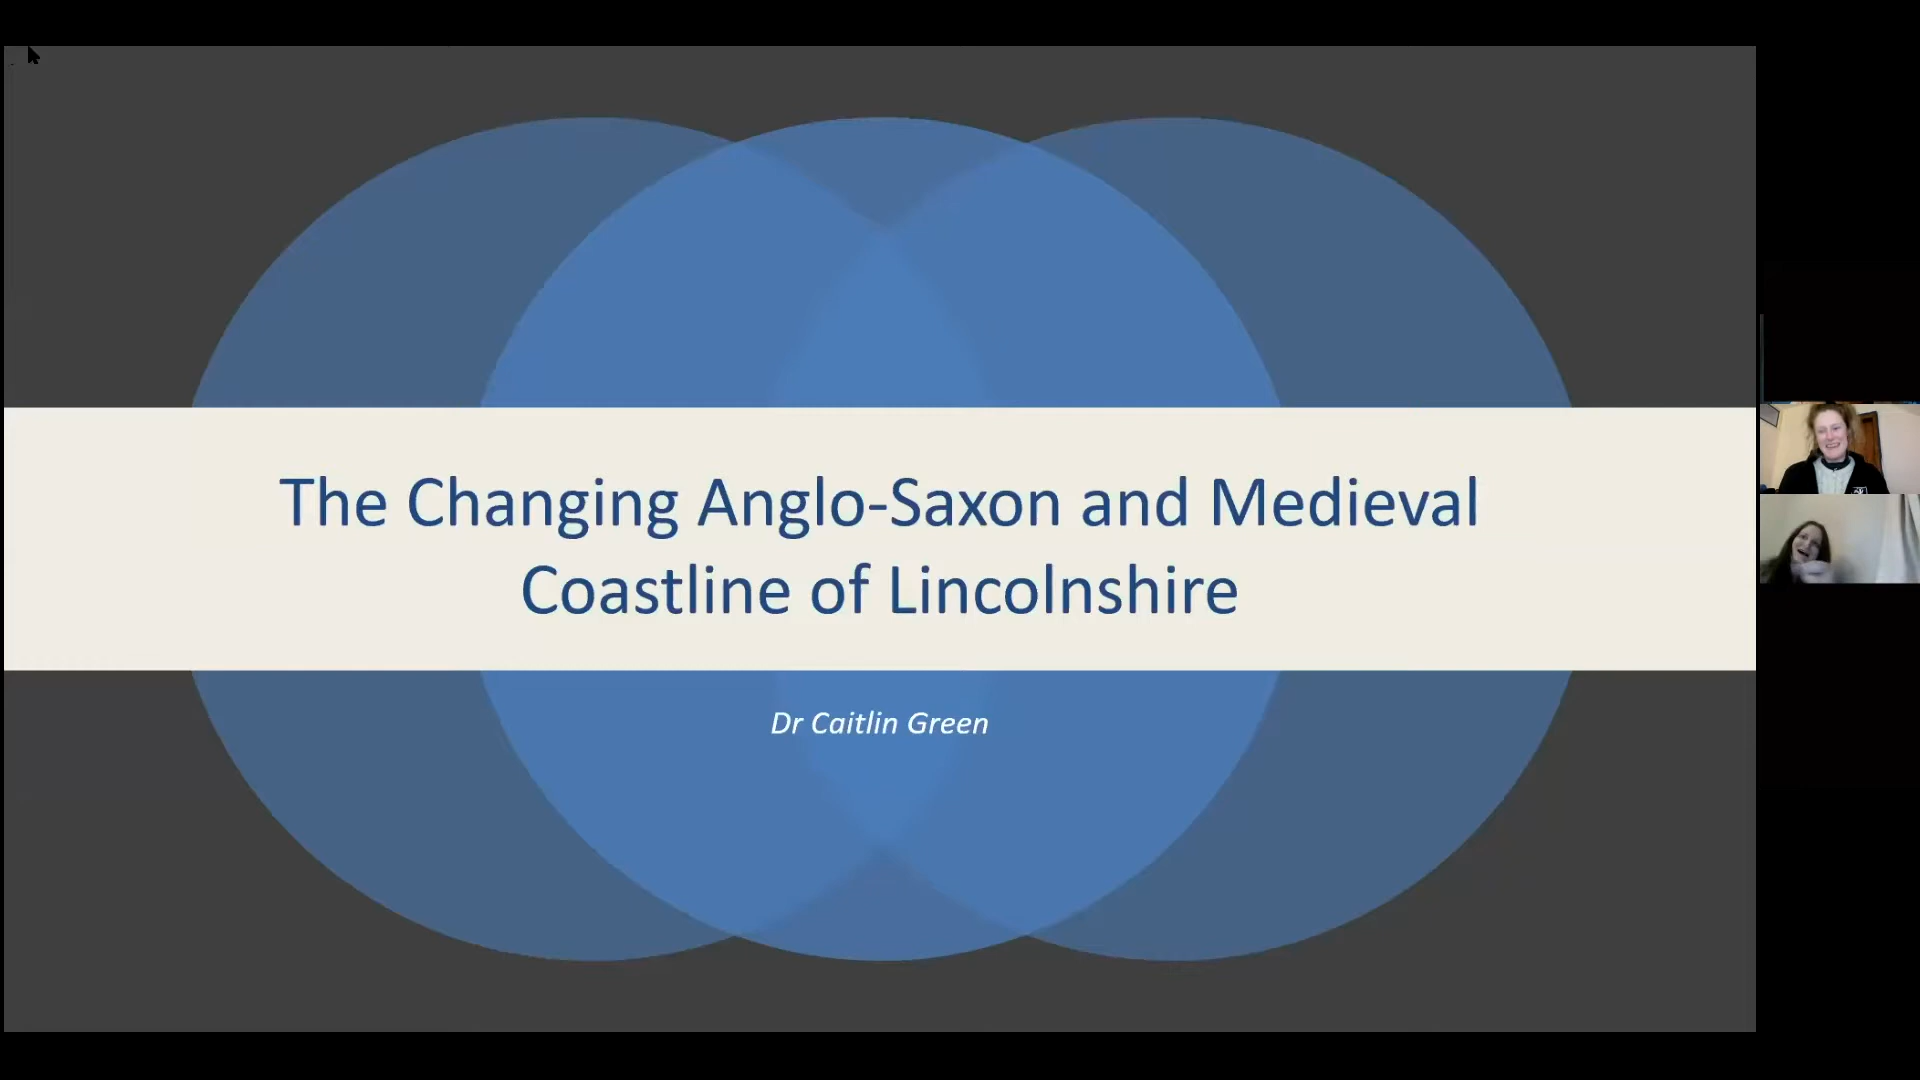 The Changing Anglo-Saxon and Medieval
Coastline of Lincolnshire
Dr Caitlin Green